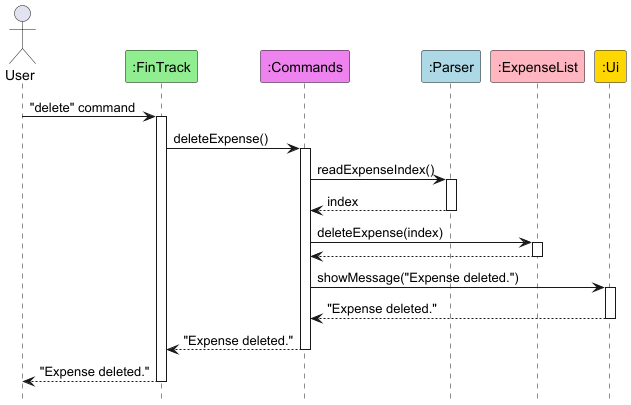 User
:FinTrack
:Commands
:Parser
:ExpenseList
:Ui
"delete" command
deleteExpense()
readExpenseIndex()
index
deleteExpense(index)
showMessage("Expense deleted.")
"Expense deleted."
"Expense deleted."
"Expense deleted."